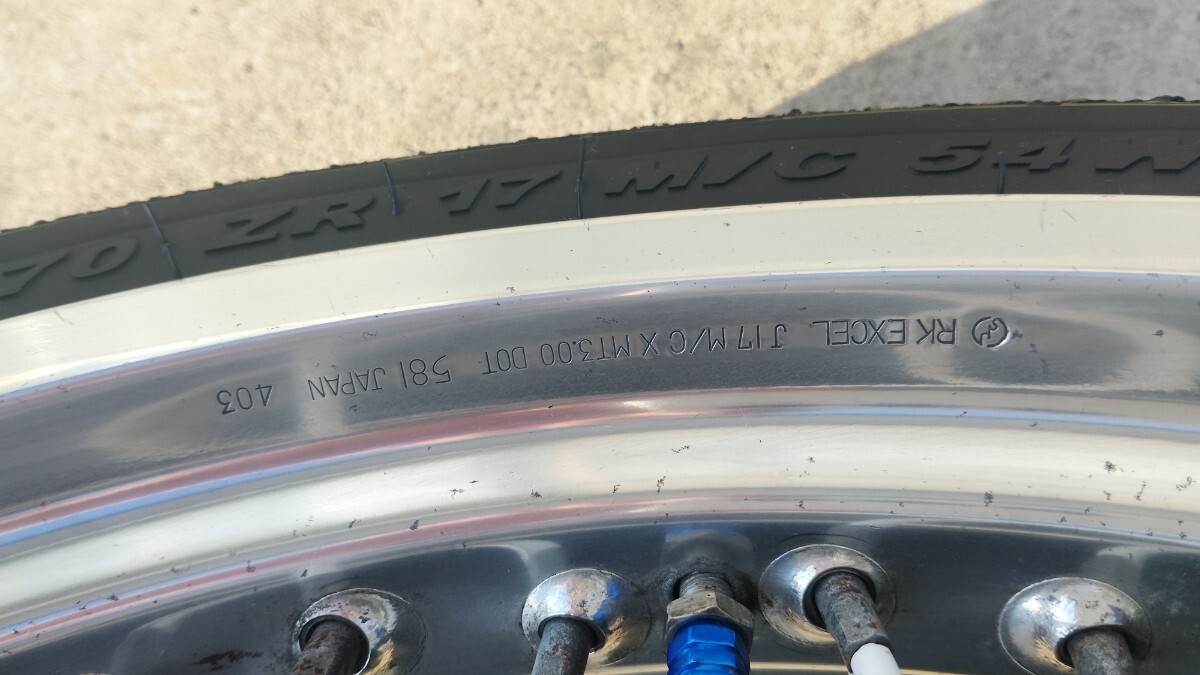 70 ZR 17 M/C 54 W
RK EXCEL J17 M/C X MT3.00 DOT 581 JAPAN 403